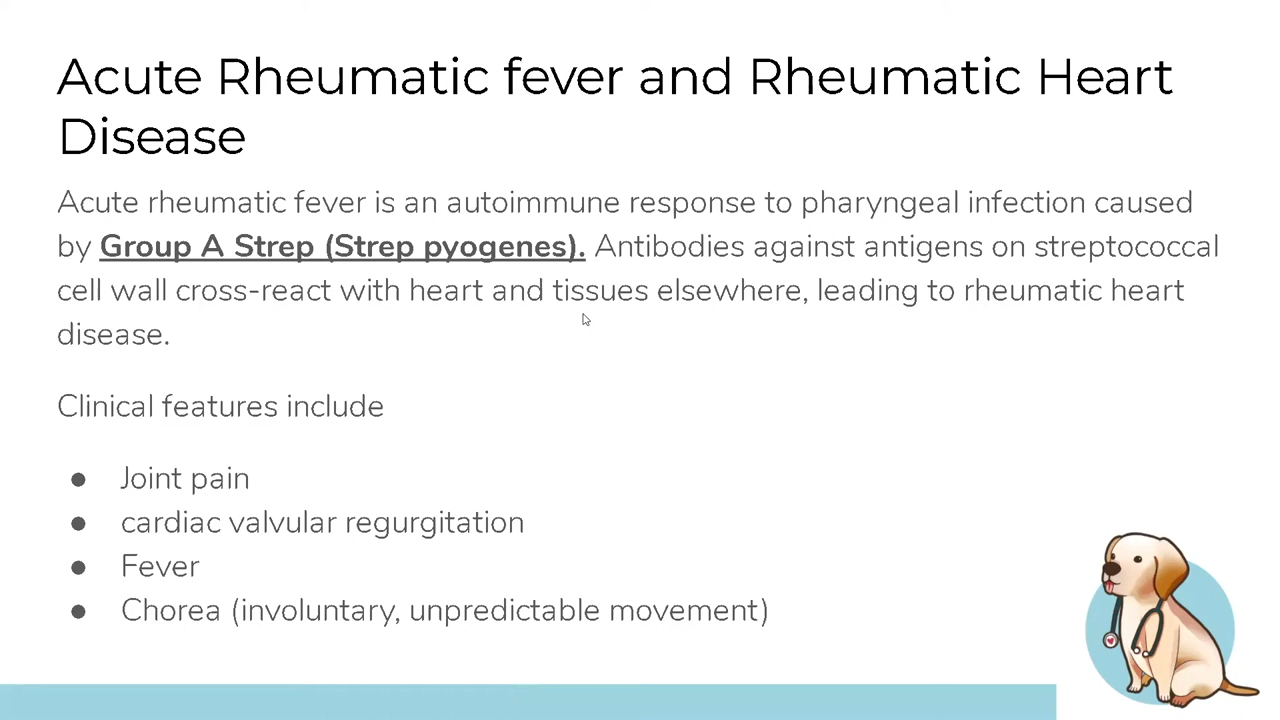 Acute Rheumatic fever and Rheumatic Heart
Disease
Acute rheumatic fever is an autoimmune response to pharyngeal infection caused
by Group A Strep (Strep pyogenes). Antibodies against antigens on streptococcal
cell wall cross-react with heart and tissues elsewhere, leading to rheumatic heart
disease.
Clinical features include
● Joint pain
● cardiac valvular regurgitation
● Fever
● Chorea (involuntary, unpredictable movement)